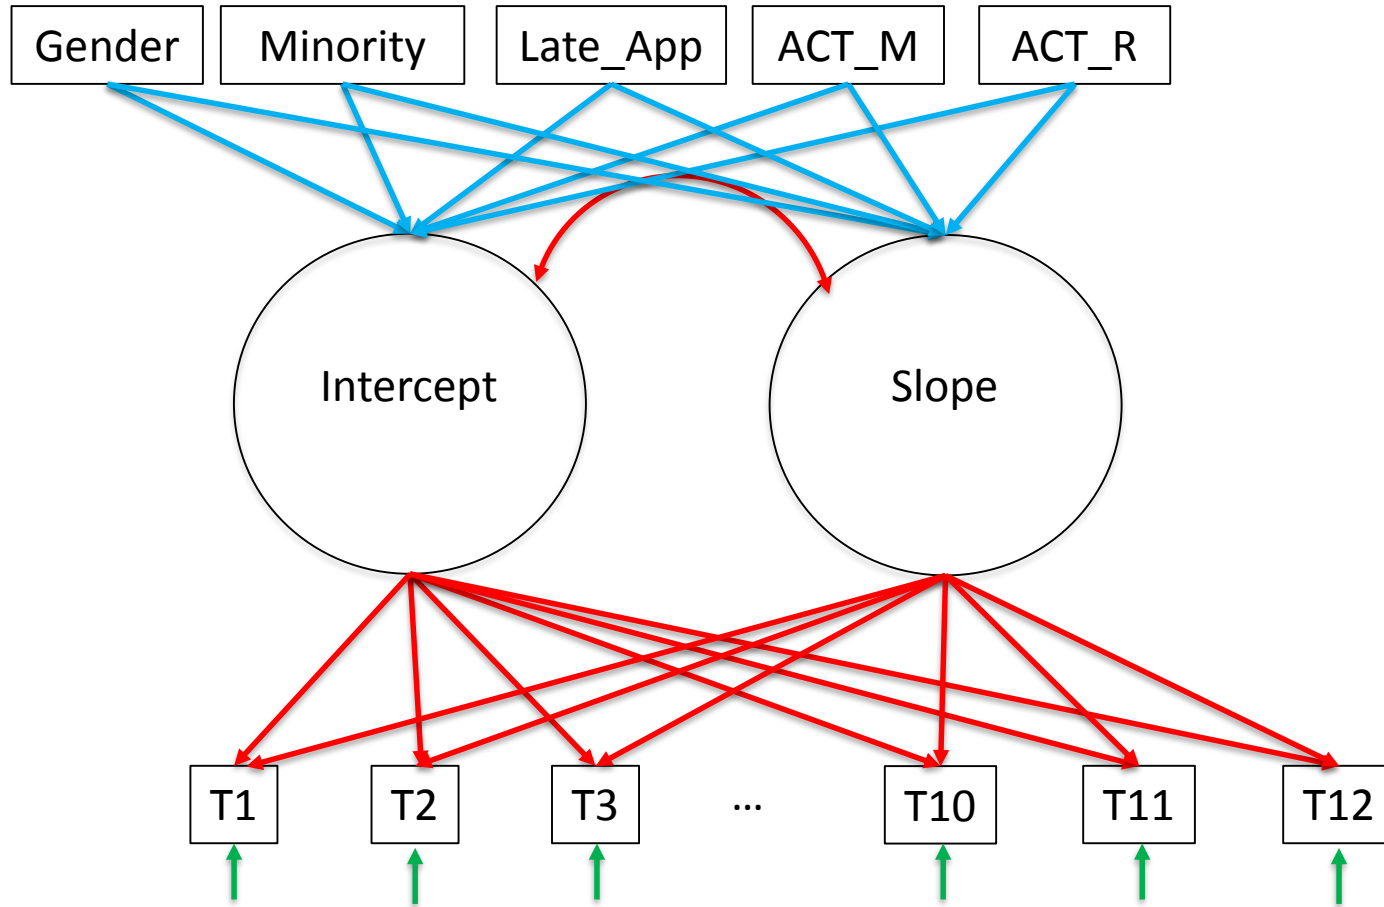 Gender Minority Late_App ACT_M ACT_R
Intercept Slope
T1 T2 T3 ... T10 T11 T12